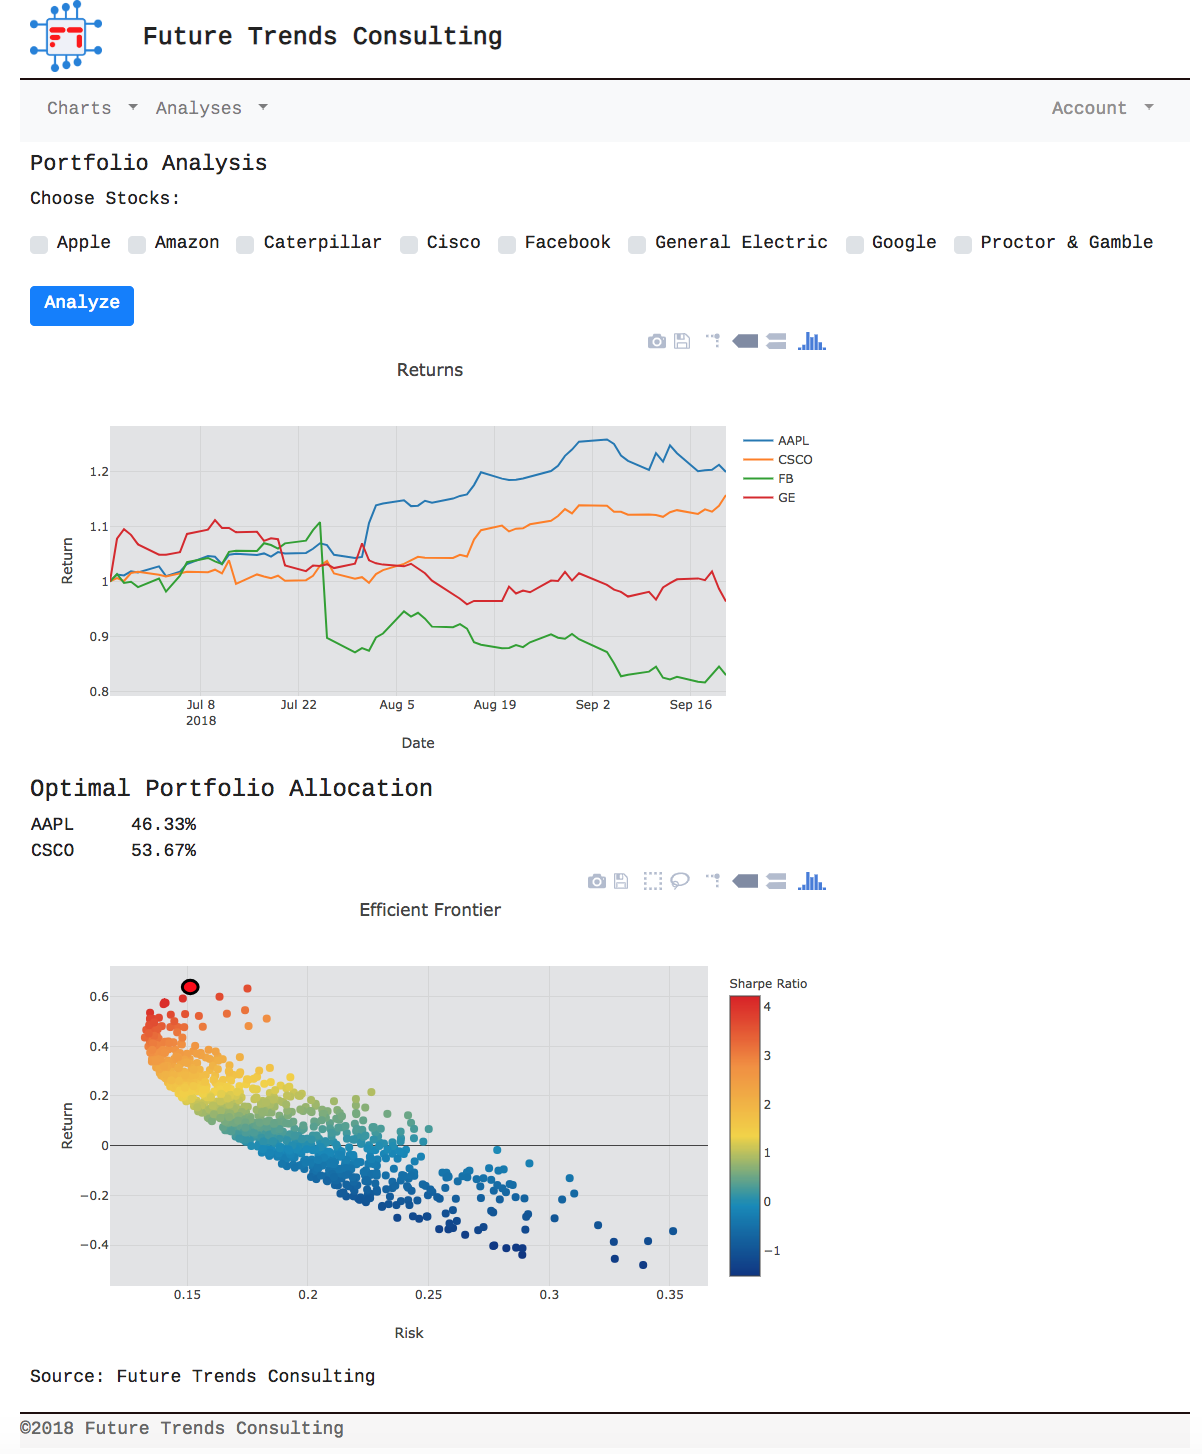 Future Trends Consulting
Charts Analyses Account
Portfolio Analysis
Choose Stocks:
Apple Amazon Caterpillar Cisco Facebook General Electric Google Proctor & Gamble
Analyze
Returns
AAPL
CSCO
FB
GE
1.2
1.1
1
0.9
0.8
Return
Jul 8 Jul 22 Aug 5 Aug 19 Sep 2 Sep 16
2018
Date
Optimal Portfolio Allocation
AAPL 46.33%
CSCO 53.67%
Efficient Frontier
Sharpe Ratio
4
3
2
1
0
−1
0.6
0.4
0.2
0
−0.2
−0.4
Return
0.15 0.2 0.25 0.3 0.35
Risk
Source: Future Trends Consulting
©2018 Future Trends Consulting